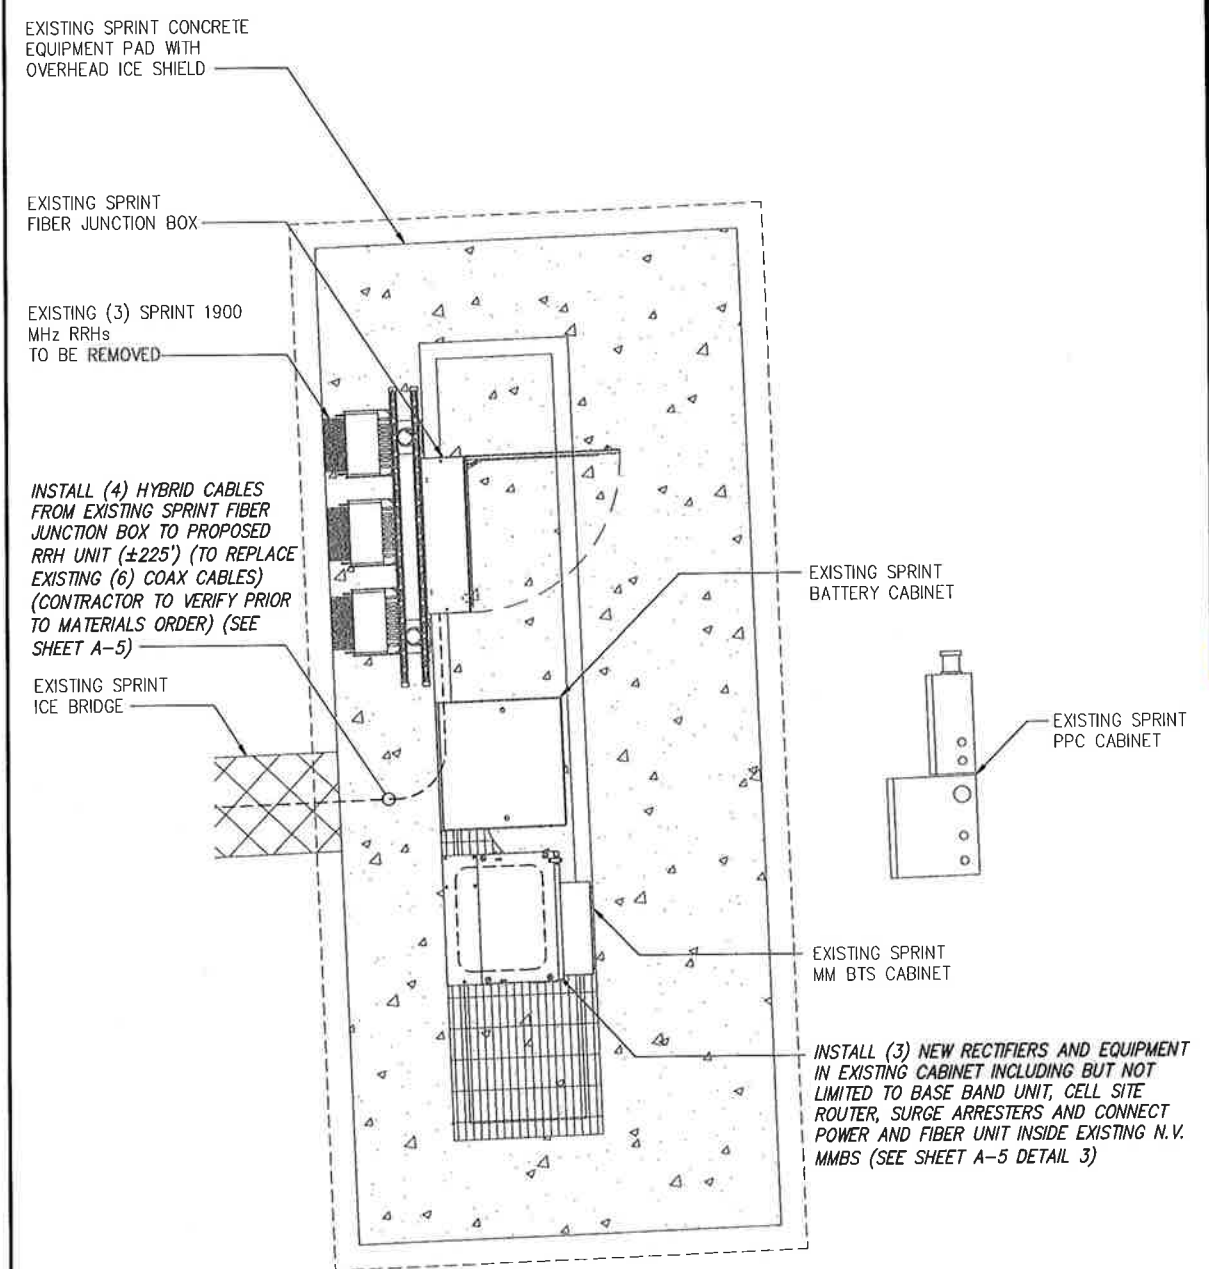 EXISTING SPRINT CONCRETE
EQUIPMENT PAD WITH
OVERHEAD ICE SHIELD
EXISTING SPRINT
FIBER JUNCTION BOX
EXISTING (3) SPRINT 1900
MHz RRHs
TO BE REMOVED
INSTALL (4) HYBRID CABLES
FROM EXISTING SPRINT FIBER
JUNCTION BOX TO PROPOSED
RRH UNIT (±225') (TO REPLACE
EXISTING (6) COAX CABLES)
(CONTRACTOR TO VERIFY PRIOR
TO MATERIALS ORDER) (SEE
SHEET A-5)
EXISTING SPRINT
ICE BRIDGE
EXISTING SPRINT
BATTERY CABINET
EXISTING SPRINT
PPC CABINET
EXISTING SPRINT
MM BTS CABINET
INSTALL (3) NEW RECTIFIERS AND EQUIPMENT
IN EXISTING CABINET INCLUDING BUT NOT
LIMITED TO BASE BAND UNIT, CELL SITE
ROUTER, SURGE ARRESTERS AND CONNECT
POWER AND FIBER UNIT INSIDE EXISTING N.V.
MMBS (SEE SHEET A-5 DETAIL 3)